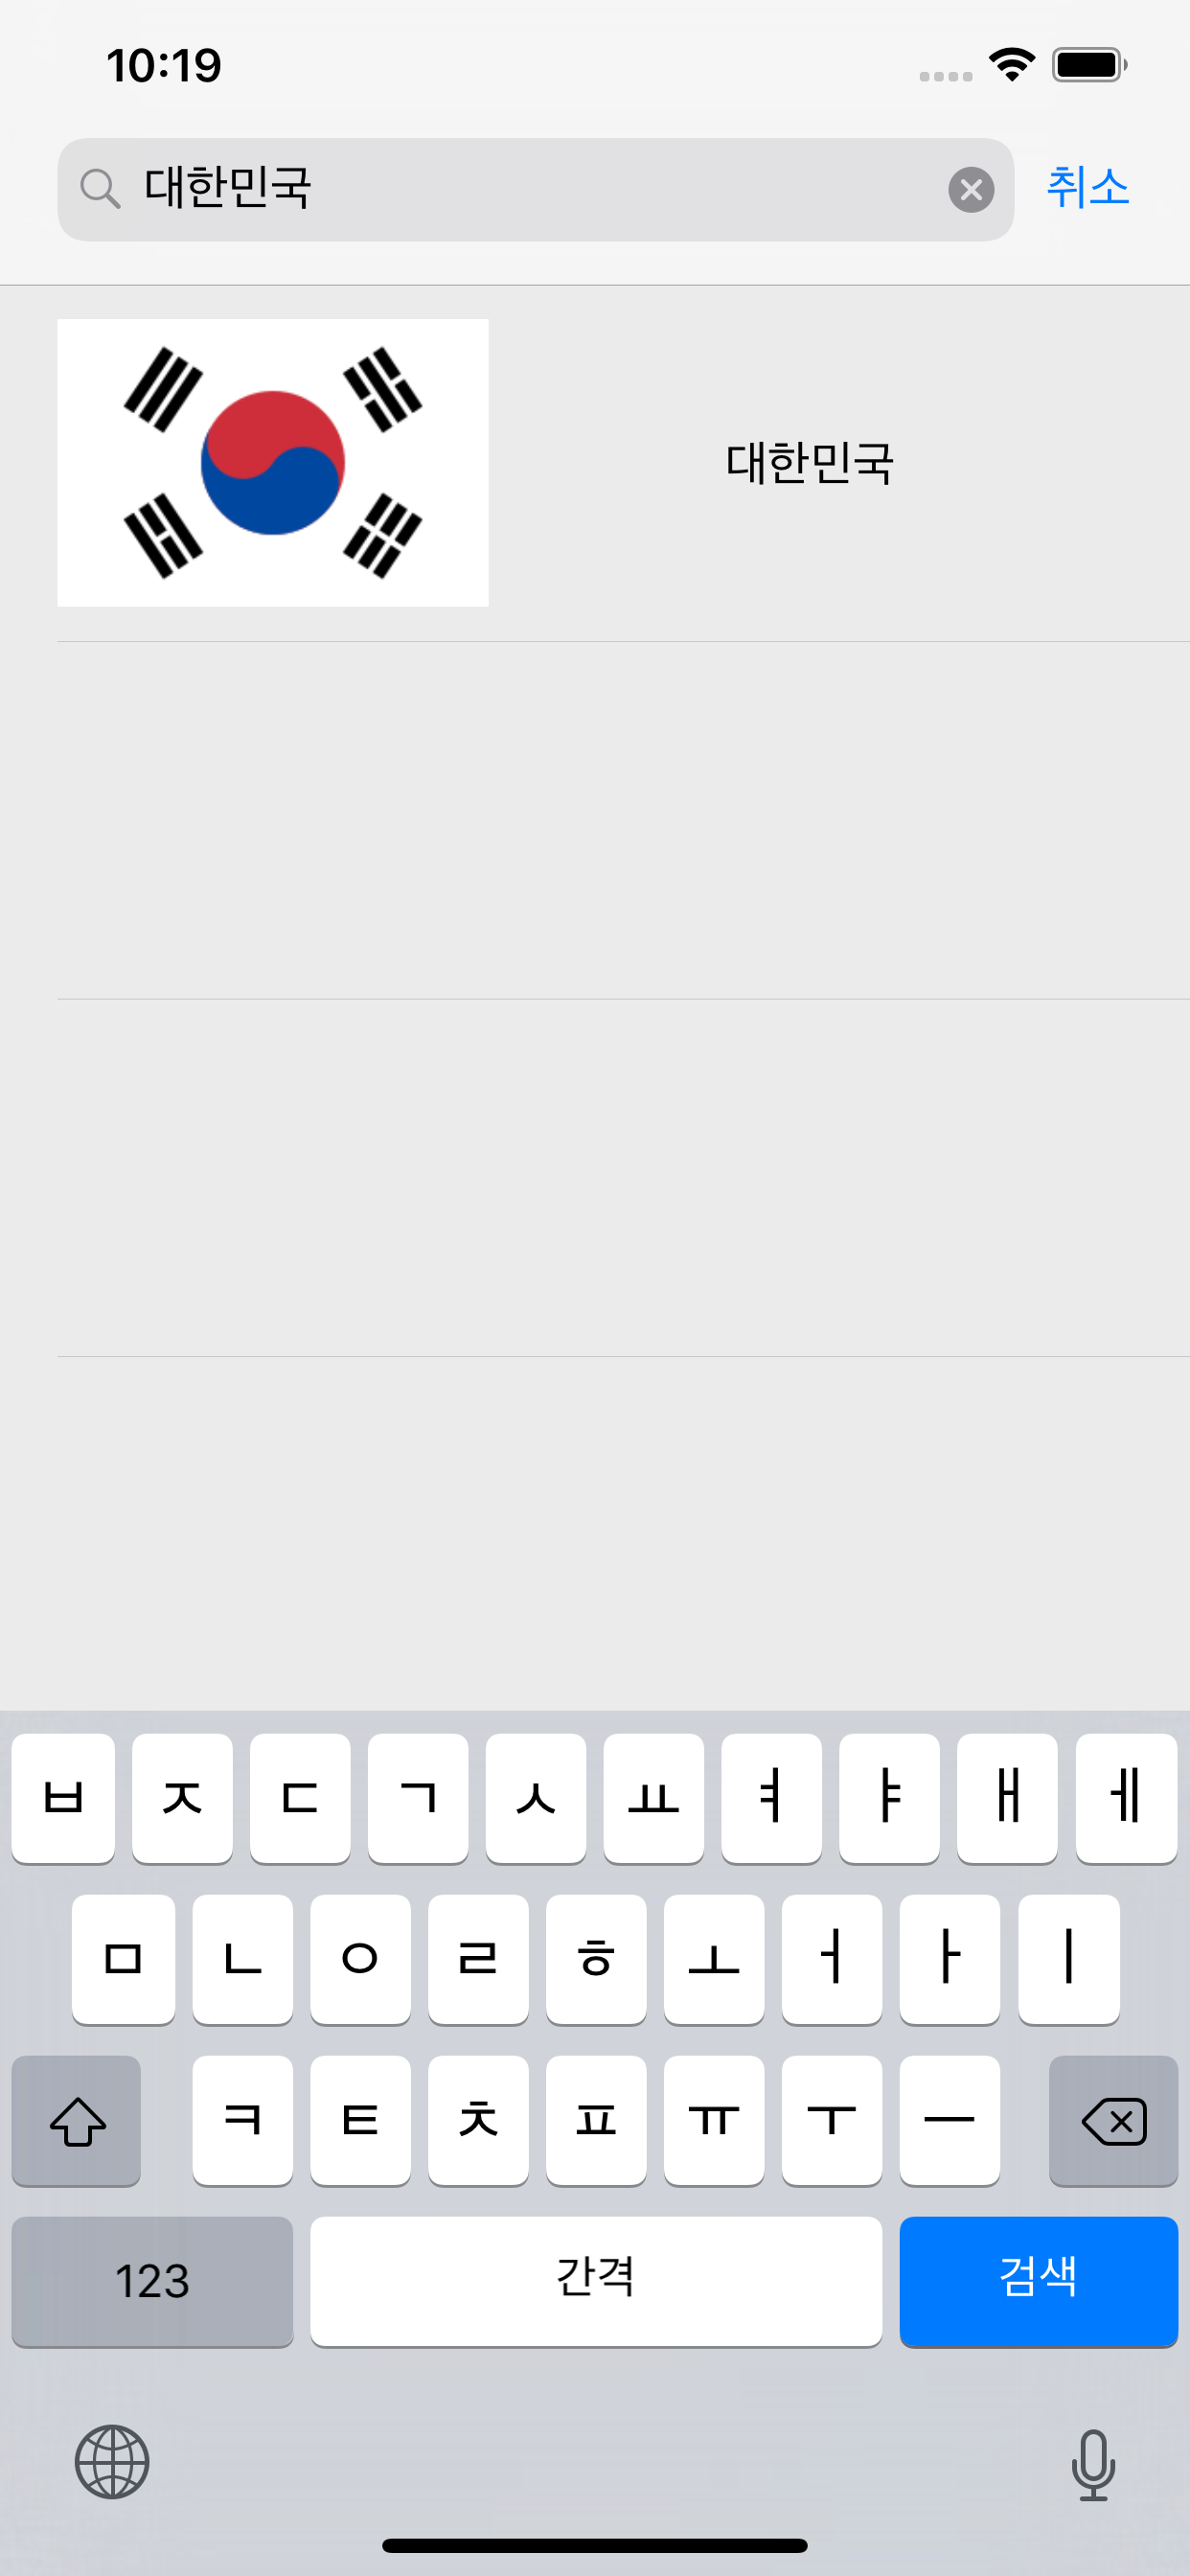 10:19
대한민국
취소
대한민국
ㅂ ㅈ ㄷ ㄱ ㅅ ㅛ ㅕ ㅑ ㅐ ㅔ
ㅁ ㄴ ㅇ ㄹ ㅎ ㅗ ㅓ ㅏ ㅣ
ㅋ ㅌ ㅊ ㅍ ㅠ ㅜ ㅡ
123 간격 검색